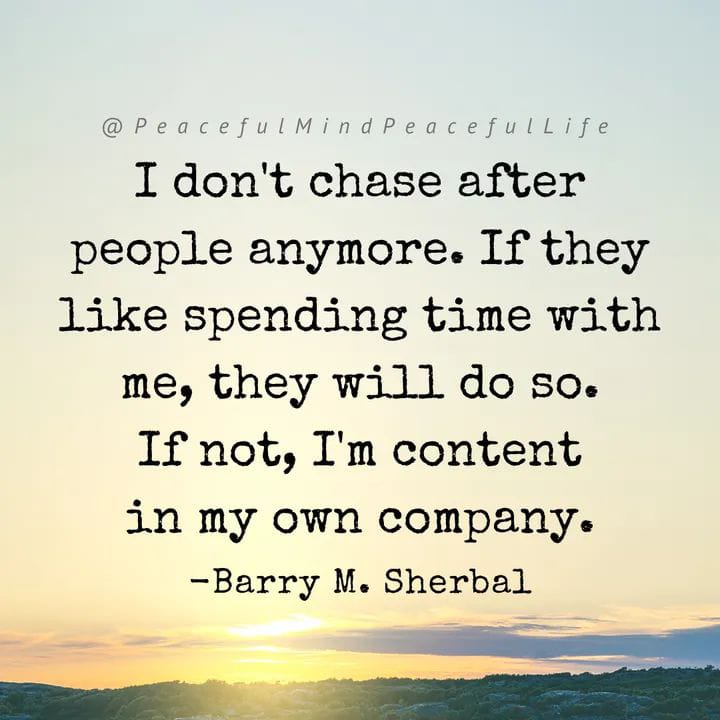 @PeacefulMindPeacefulLife
I don't chase after
people anymore. If they
like spending time with
me, they will do so.
If not, I'm content
in my own company.
-Barry M. Sherbal